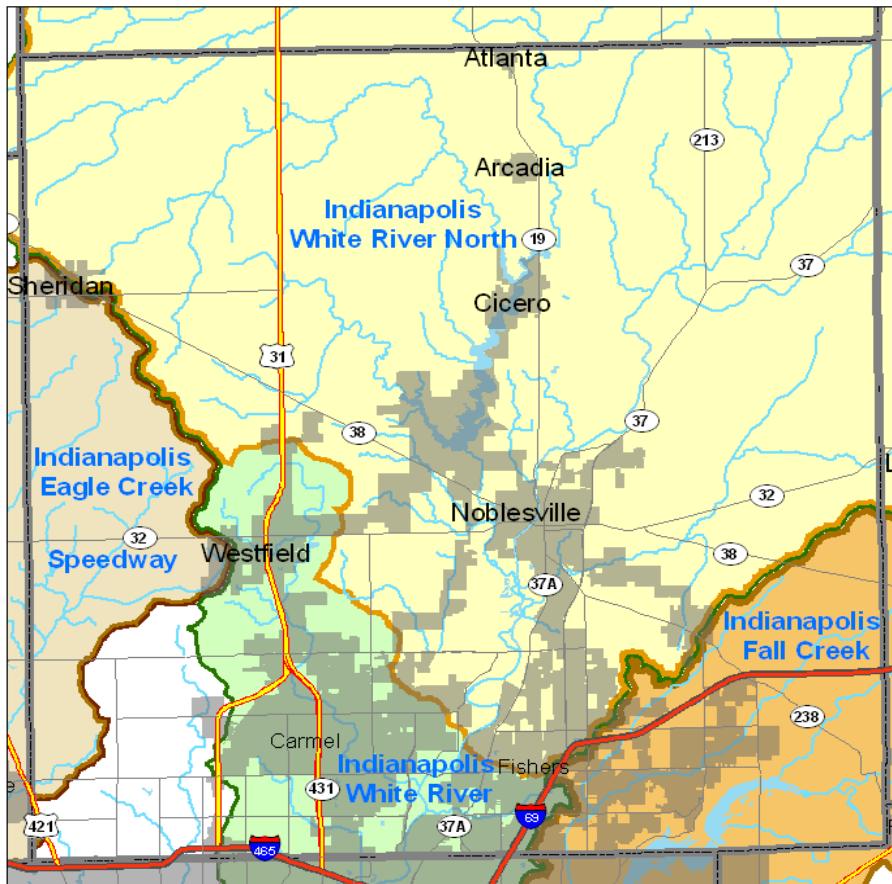 Atlanta
213
Arcadia
Indianapolis
White River North
19
37
Sheridan
Cicero
31
38
37
Indianapolis
Eagle Creek
32
Noblesville
32
Speedway
Westfield
38
37A
Indianapolis
Fall Creek
238
Carmel
Fishers
Indianapolis
White River
431
69
421
37A
465